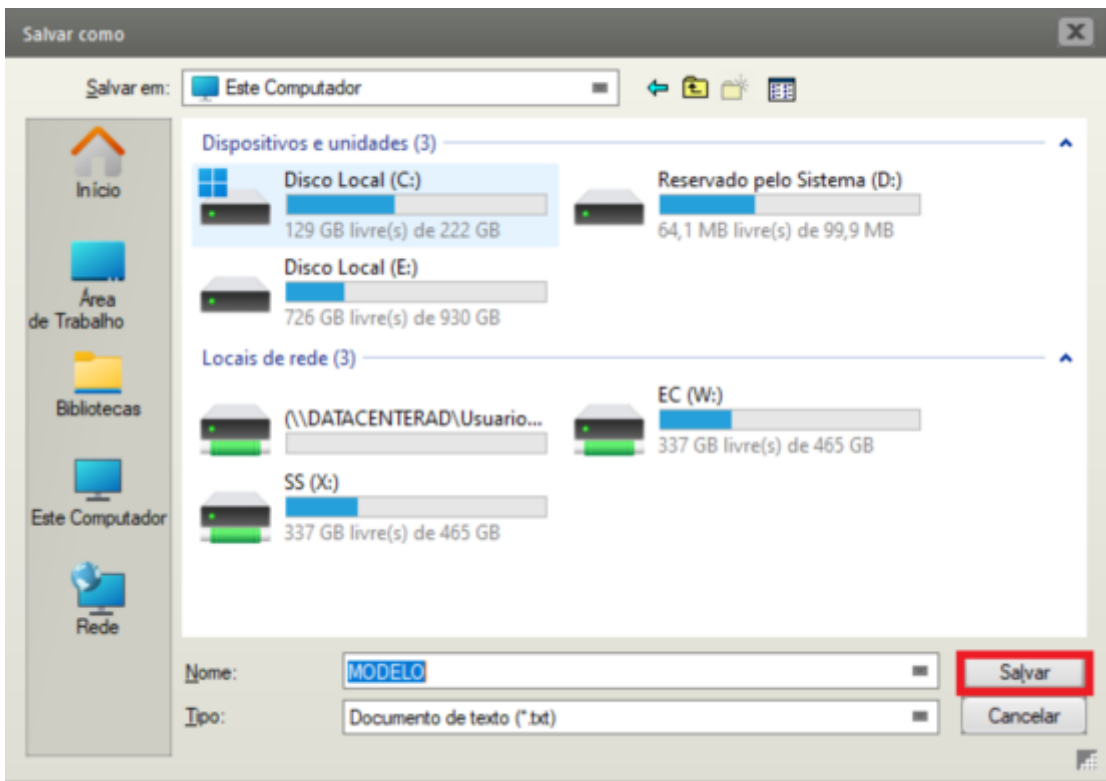 Salvar como
Salvar em:
Este Computador
Início
Área
de Trabalho
Bibliotecas
Este Computador
Rede
Dispositivos e unidades (3)
Disco Local (C:)
129 GB livre(s) de 222 GB
Reservado pelo Sistema (D:)
64,1 MB livre(s) de 99,9 MB
Disco Local (E:)
726 GB livre(s) de 930 GB
Locais de rede (3)
(\\DATACENTERAD\Usuario...
EC (W:)
337 GB livre(s) de 465 GB
SS (X:)
337 GB livre(s) de 465 GB
Nome:
MODELO
Salvar
Tipo:
Documento de texto (*.txt)
Cancelar